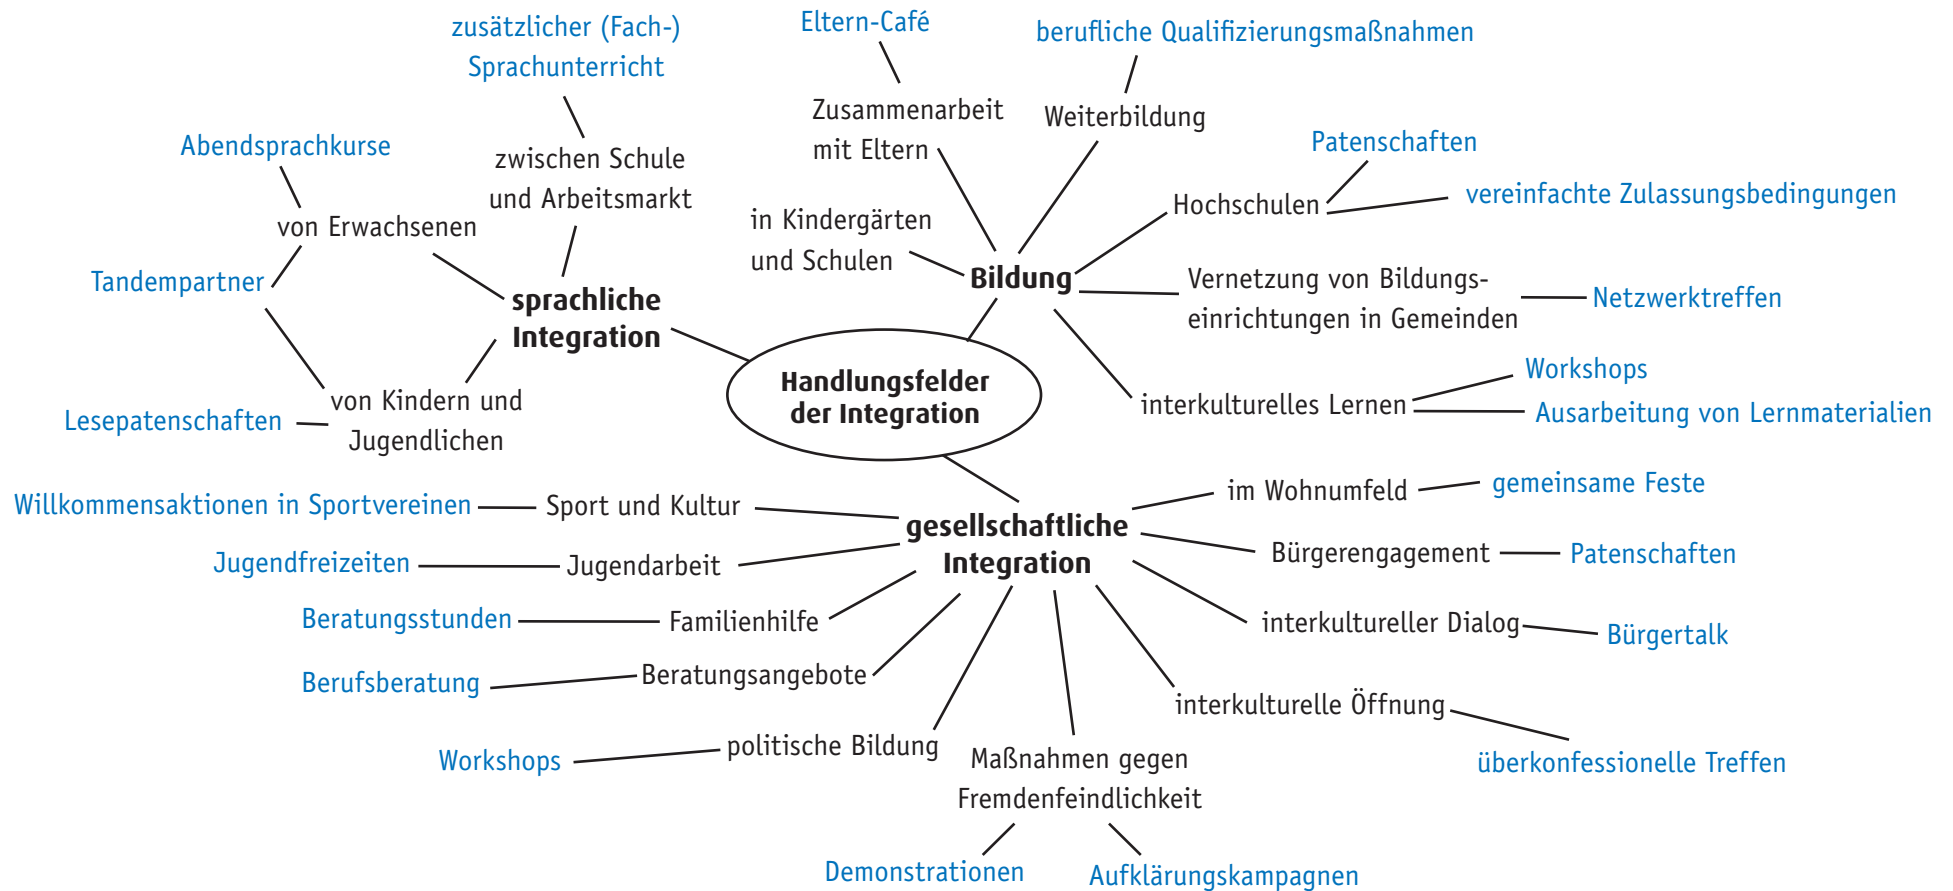 zusätzlicher (Fach-)
Sprachunterricht
Eltern-Café
berufliche Qualifizierungsmaßnahmen
Abendsprachkurse
zwischen Schule
und Arbeitsmarkt
Zusammenarbeit
mit Eltern
Weiterbildung
Patenschaften
Hochschulen
vereinfachte Zulassungsbedingungen
von Erwachsenen
in Kindergärten
und Schulen
Tandempartner
sprachliche
Integration
Bildung
Vernetzung von Bildungs-
einrichtungen in Gemeinden
Netzwerktreffen
Handlungsfelder
der Integration
Lesepatenschaften
von Kindern und
Jugendlichen
interkulturelles Lernen
Workshops
Ausarbeitung von Lernmaterialien
Willkommensaktionen in Sportvereinen
Sport und Kultur
gesellschaftliche
Integration
im Wohnumfeld
gemeinsame Feste
Jugendfreizeiten
Jugendarbeit
Bürgerengagement
Patenschaften
Beratungsstunden
Familienhilfe
interkultureller Dialog
Bürgertalk
Berufsberatung
Beratungsangebote
interkulturelle Öffnung
überkonfessionelle Treffen
Workshops
politische Bildung
Maßnahmen gegen
Fremdenfeindlichkeit
Demonstrationen
Aufklärungskampagnen